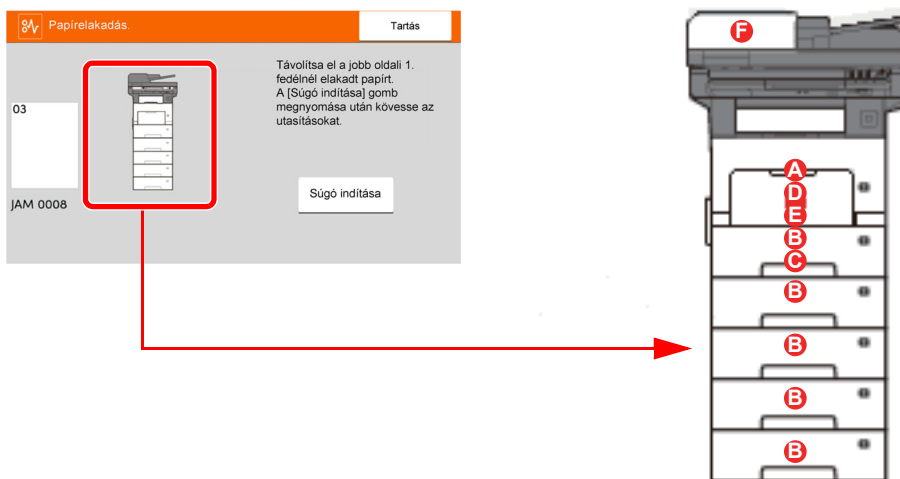 Papírelakadás.
Tartás
Távolítsa el a jobb oldali 1.
fedélnél elakadt papírt.
A [Súgó indítása] gomb
megnyomása után kövesse az
utasításokat.
03
Súgó indítása
JAM 0008
F
A
D
E
B
C
B
B
B
B